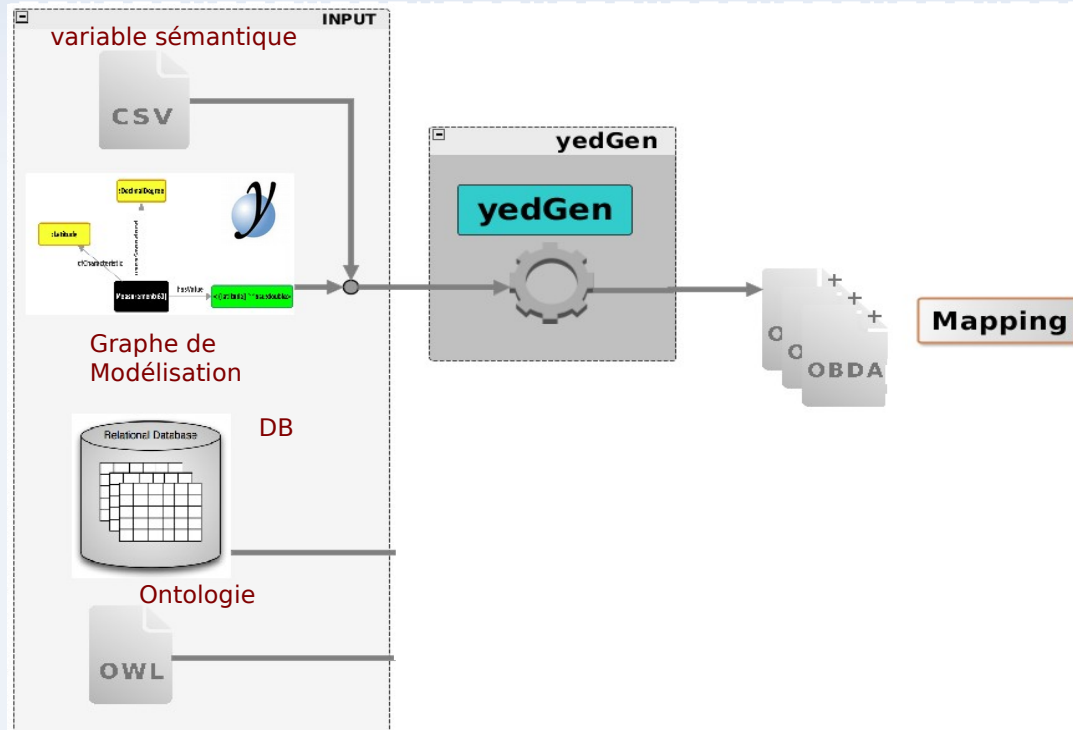 INPUT
variable sémantique
CSV
yedGen
yedGen
:DecimalDegree
:latitude
ofCharacteristic
hasValue
Graphe de
Modélisation
OBDA
Mapping
DB
Relational Database
Ontologie
OWL